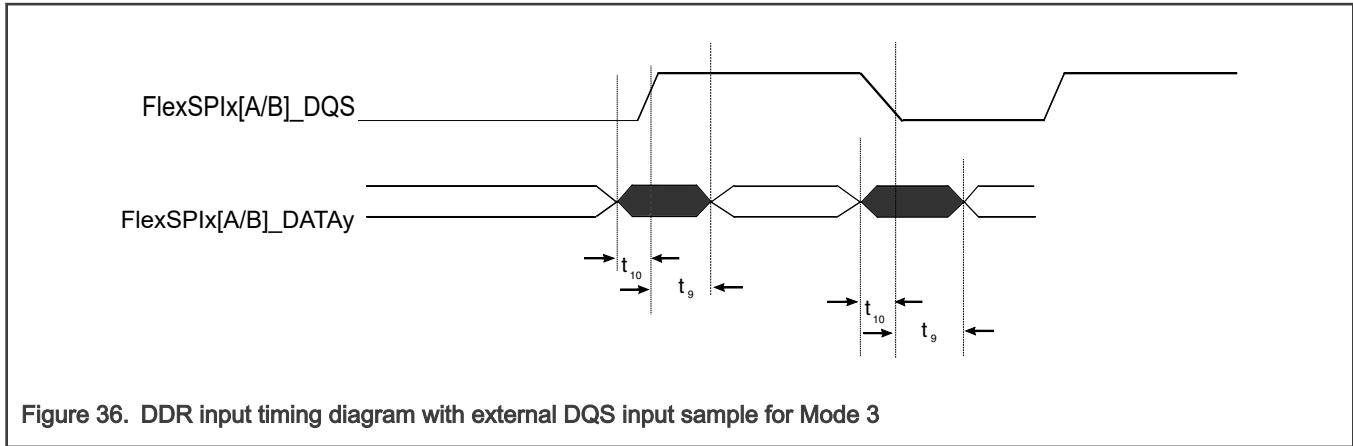 FlexSPIx[A/B]_DQS
FlexSPIx[A/B]_DATAy
t10
t9
t10
t9
Figure 36. DDR input timing diagram with external DQS input sample for Mode 3